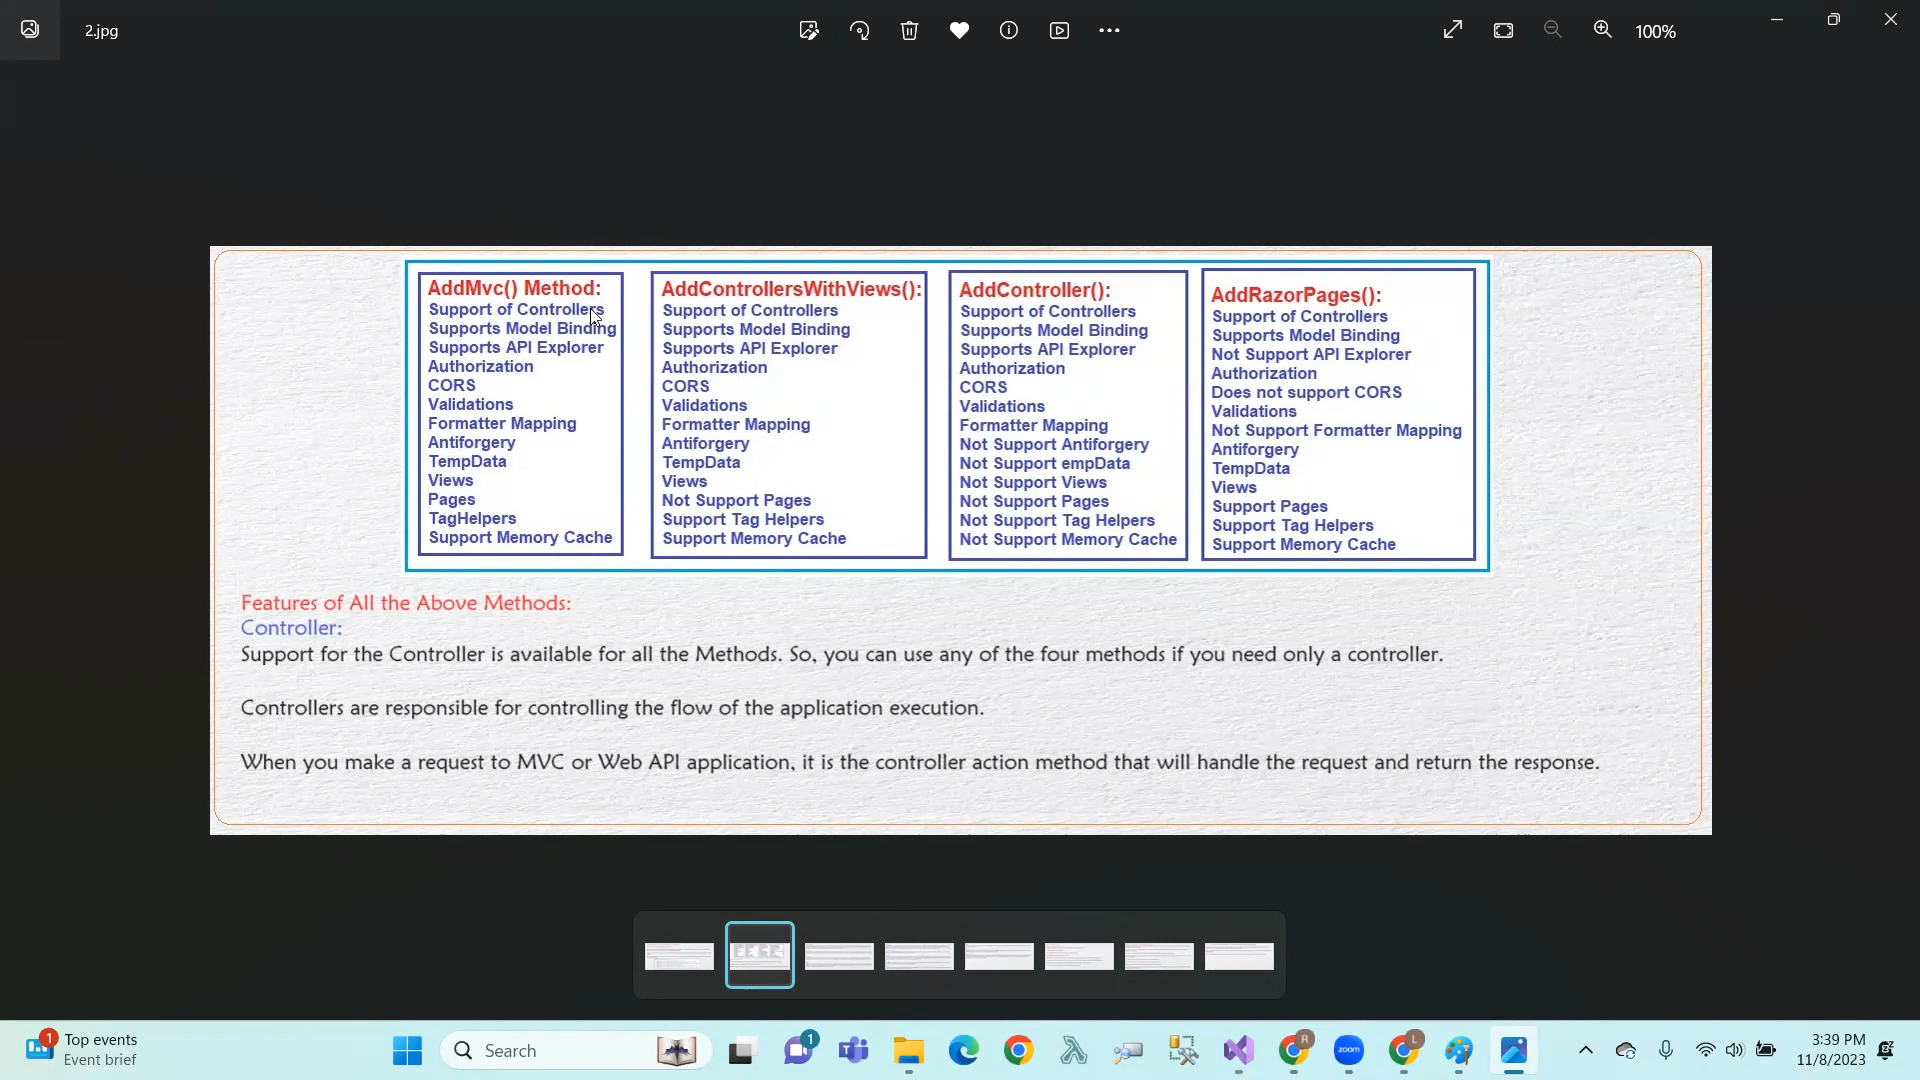 2.jpg
100%
AddMvc() Method:
Support of Controllers
Supports Model Binding
Supports API Explorer
Authorization
CORS
Validations
Formatter Mapping
Antiforgery
TempData
Views
Pages
TagHelpers
Support Memory Cache
AddControllersWithViews():
Support of Controllers
Supports Model Binding
Supports API Explorer
Authorization
CORS
Validations
Formatter Mapping
Antiforgery
TempData
Views
Not Support Pages
Support Tag Helpers
Support Memory Cache
AddController():
Support of Controllers
Supports Model Binding
Supports API Explorer
Authorization
CORS
Validations
Formatter Mapping
Not Support Antiforgery
Not Support empData
Not Support Views
Not Support Pages
Not Support Tag Helpers
Not Support Memory Cache
AddRazorPages():
Support of Controllers
Supports Model Binding
Not Support API Explorer
Authorization
Does not support CORS
Validations
Not Support Formatter Mapping
Antiforgery
TempData
Views
Support Pages
Support Tag Helpers
Support Memory Cache
Features of All the Above Methods:
Controller:
Support for the Controller is available for all the Methods. So, you can use any of the four methods if you need only a controller.
Controllers are responsible for controlling the flow of the application execution.
When you make a request to MVC or Web API application, it is the controller action method that will handle the request and return the response.
1
Top events
Event brief
Search
1
R
zoom
L
3:39 PM
11/8/2023